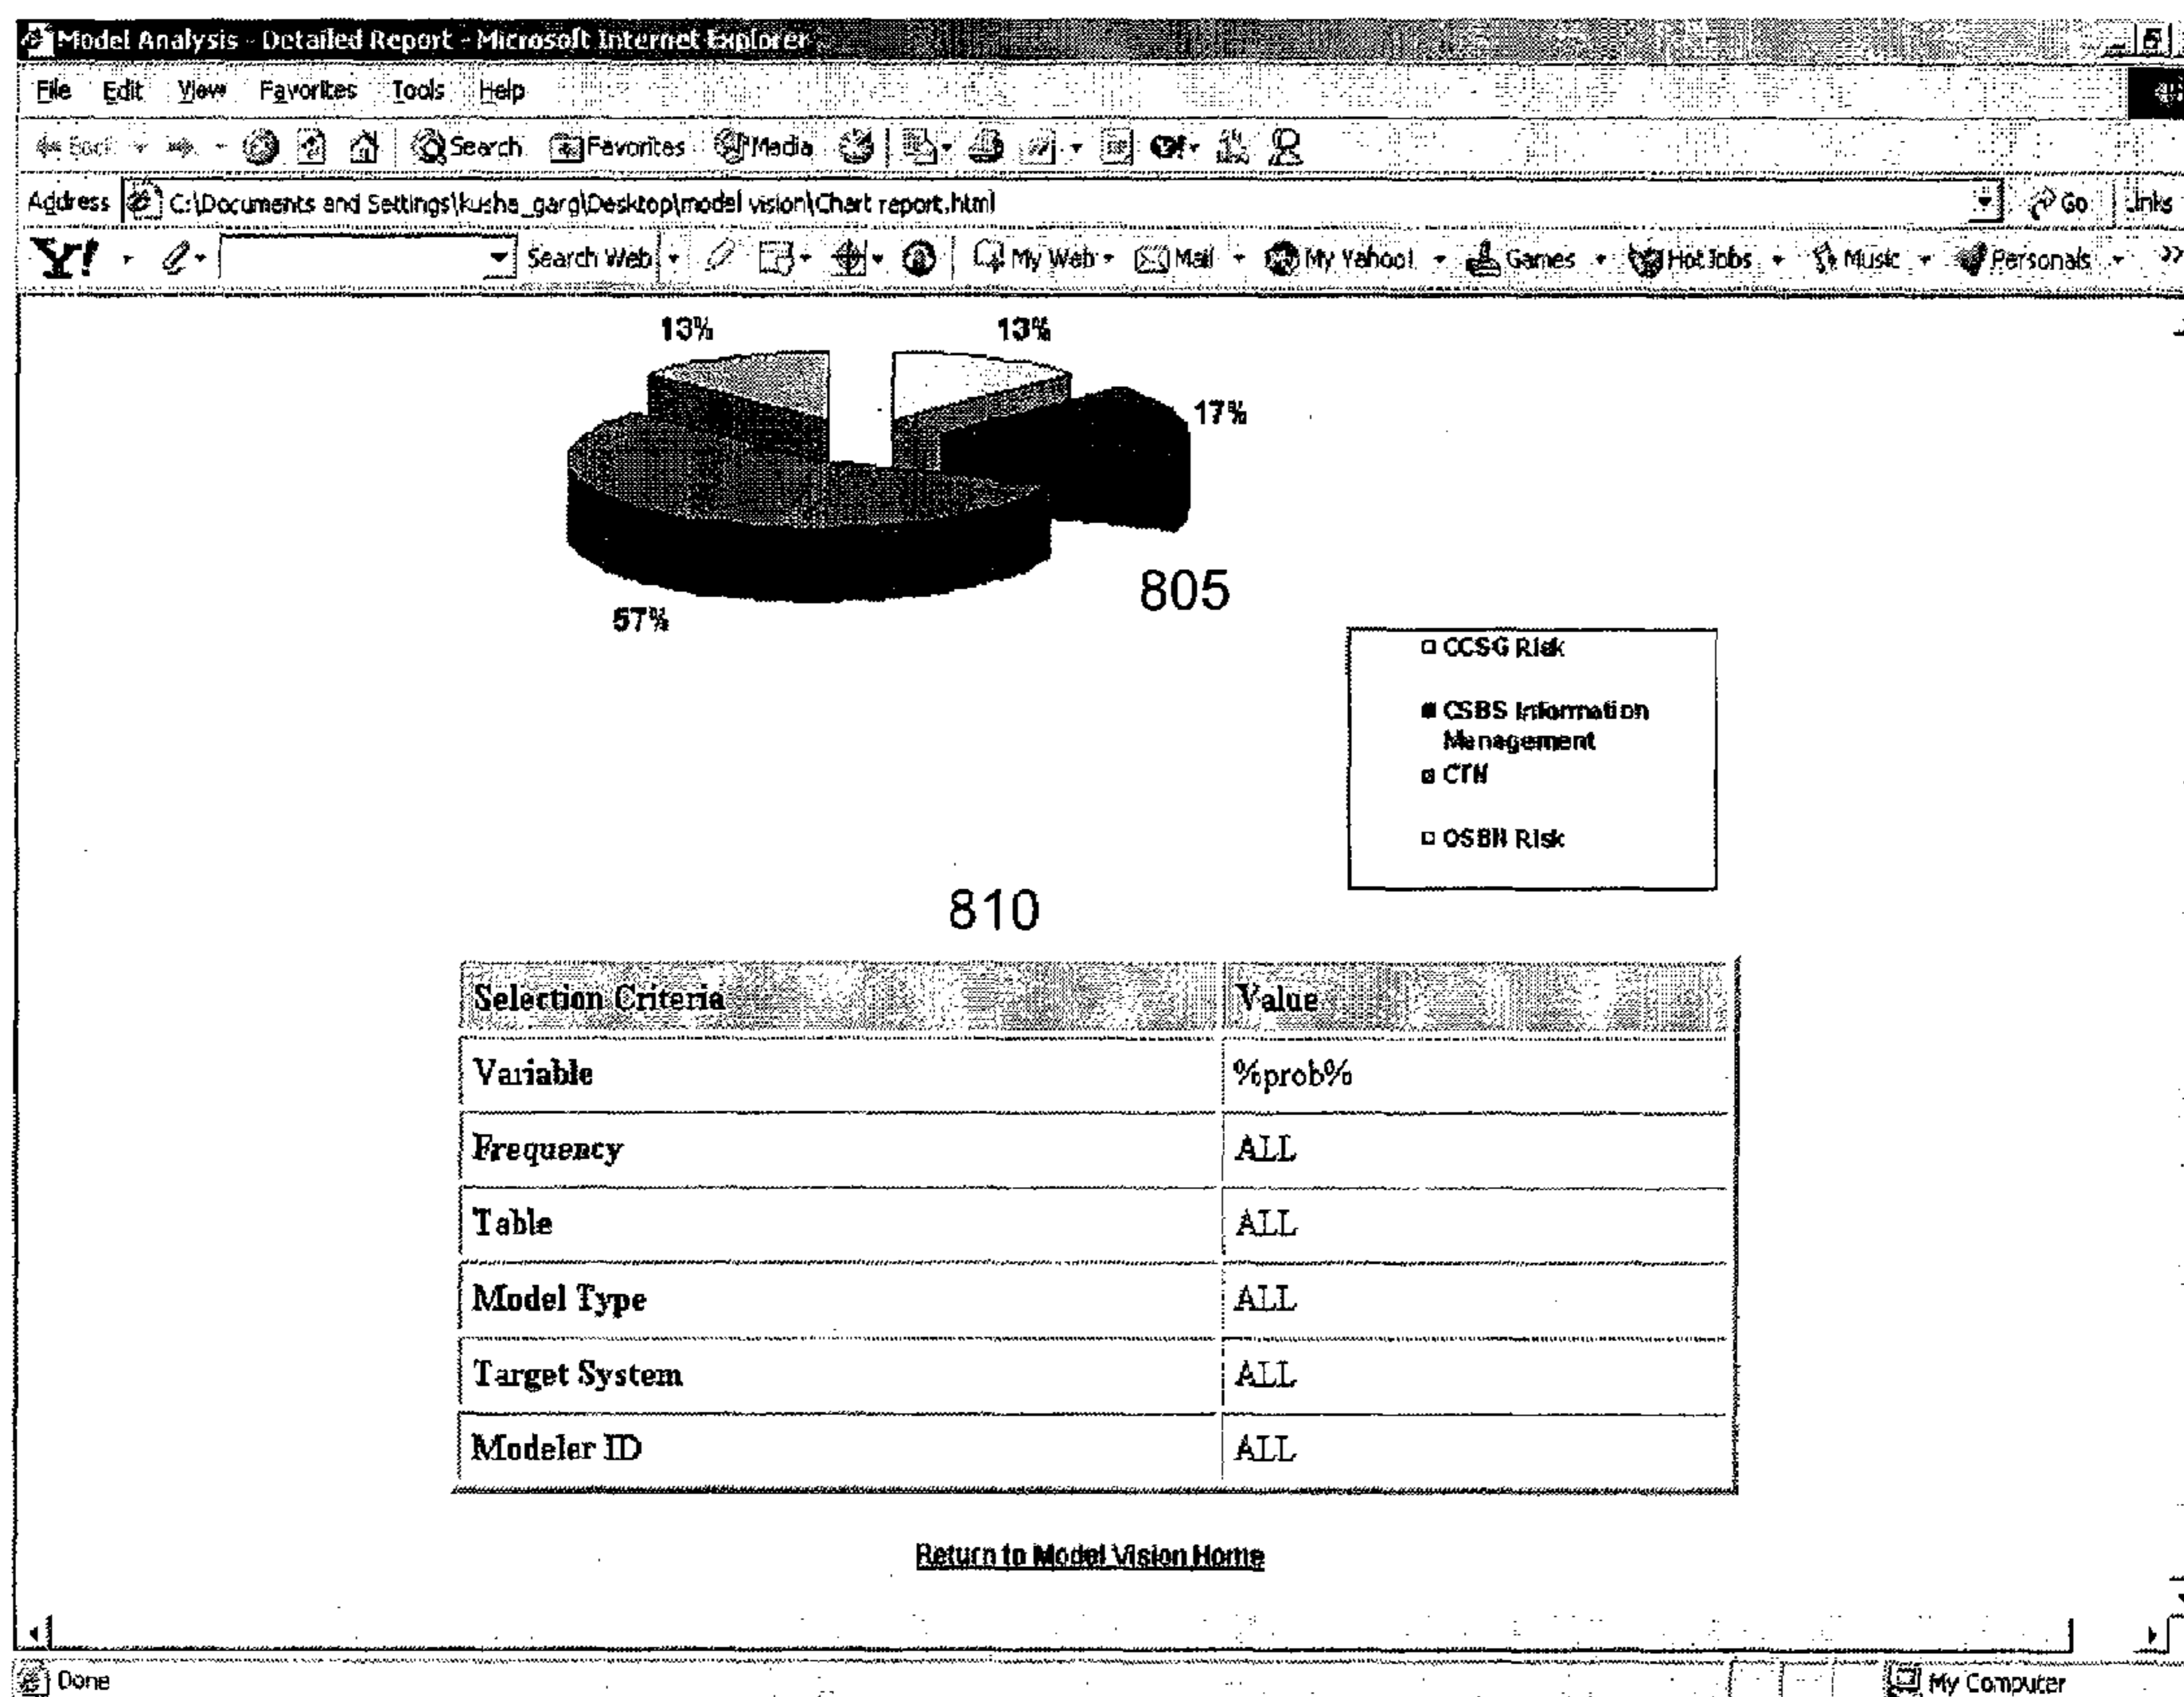 Model Analysis - Detailed Report - Microsoft Internet Explorer
File Edit View Favorites Tools Help
Back Search Favorites Media
Address C:\Documents and Settings\kusha_garg\Desktop\model vision\Chart report.html Go Links
Y! Search Web My Web Mail My Yahoo! Games HotJobs Music Personals >>
13% 13%
17%
57%
805
CCSG Risk
CSBS Information
Management
CTN
OSBN Risk
810
Selection Criteria Value
Variable %prob%
Frequency ALL
Table ALL
Model Type ALL
Target System ALL
Modeler ID ALL
Return to Model Vision Home
Done My Computer